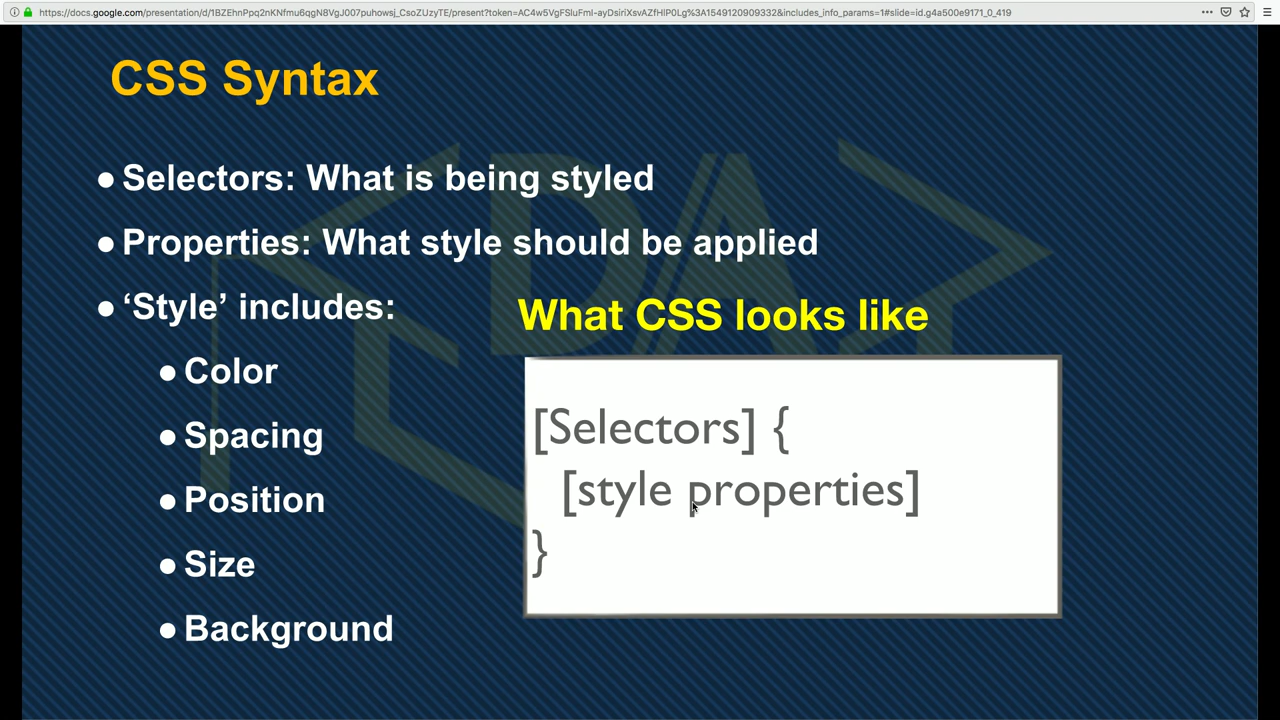 https://docs.google.com/presentation/d/1BZEhnPpq2nKNfmu6qgN8VgJ007puhowsj_CsoZUzyTE/present?token=AC4w5VgFSluFmI-ayDsiriXsvAZfHlP0Lg%3A1549109093332&includes_info_params=1#slide=id.g4a500e9171_0_419
CSS Syntax
● Selectors: What is being styled
● Properties: What style should be applied
● ‘Style’ includes:
● Color
● Spacing
● Position
● Size
● Background
What CSS looks like
[Selectors] {
[style properties]
}
DA